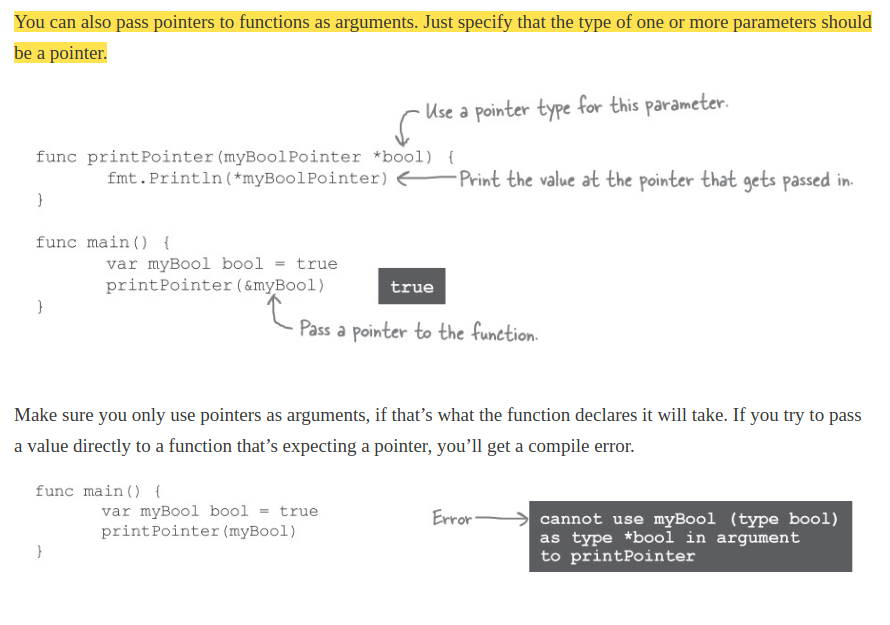 You can also pass pointers to functions as arguments. Just specify that the type of one or more parameters should
be a pointer.
Use a pointer type for this parameter.
func printPointer(myBoolPointer *bool) {
fmt.Println(*myBoolPointer)
Print the value at the pointer that gets passed in.
}
func main() {
var myBool bool = true
printPointer(&myBool)
true
}
Pass a pointer to the function.
Make sure you only use pointers as arguments, if that’s what the function declares it will take. If you try to pass
a value directly to a function that’s expecting a pointer, you’ll get a compile error.
func main() {
var myBool bool = true
printPointer(myBool)
}
Error
cannot use myBool (type bool)
as type *bool in argument
to printPointer